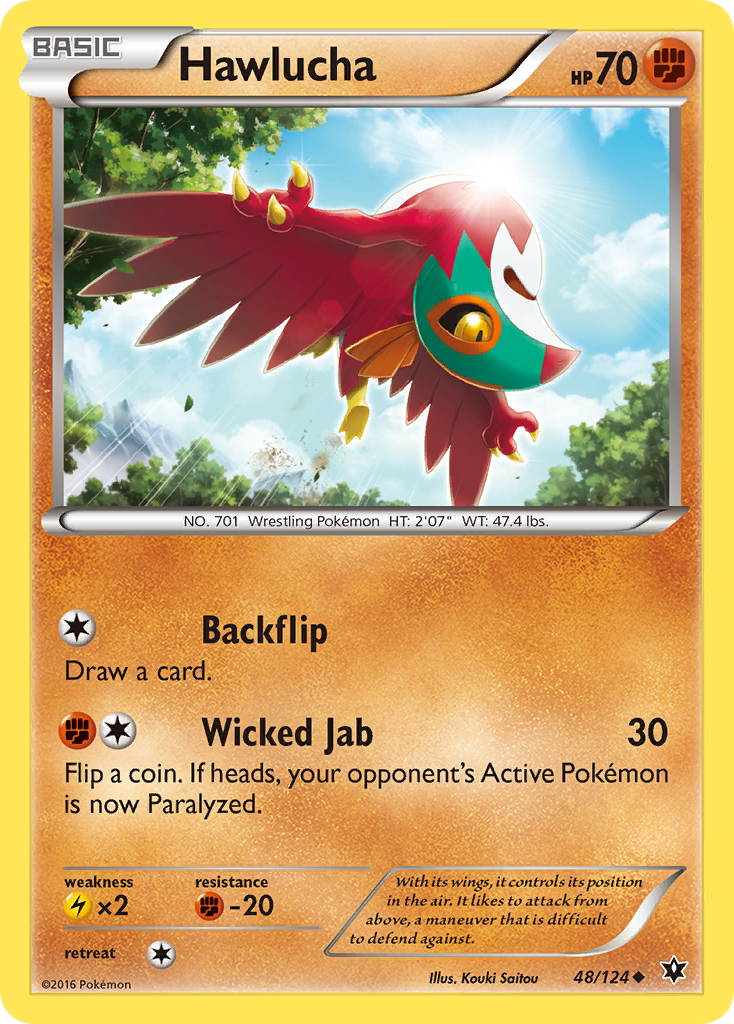 BASIC
Hawlucha
HP 70
NO. 701 Wrestling Pokémon HT: 2'07" WT: 47.4 lbs.
Backflip
Draw a card.
Wicked Jab 30
Flip a coin. If heads, your opponent's Active Pokémon
is now Paralyzed.
weakness
×2
resistance
-20
retreat
With its wings, it controls its position
in the air. It likes to attack from
above, a maneuver that is difficult
to defend against.
©2016 Pokémon
Illus. Kouki Saitou
48/124